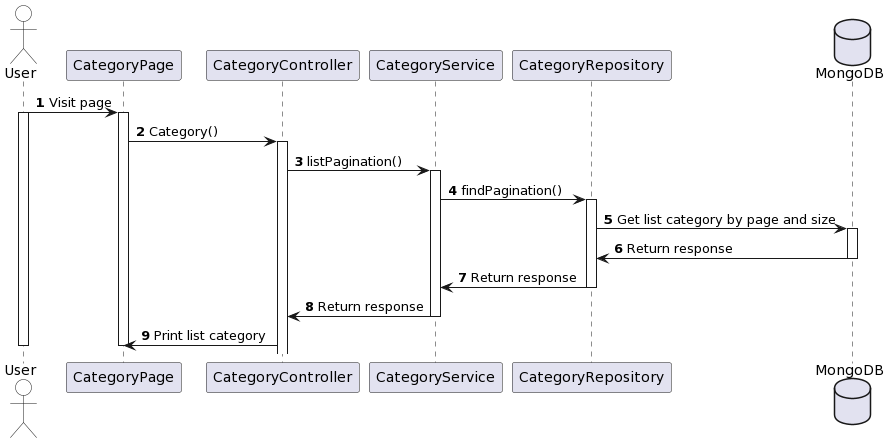 User
CategoryPage
CategoryController
CategoryService
CategoryRepository
MongoDB
1 Visit page
2 Category()
3 listPagination()
4 findPagination()
5 Get list category by page and size
6 Return response
7 Return response
8 Return response
9 Print list category
User
CategoryPage
CategoryController
CategoryService
CategoryRepository
MongoDB